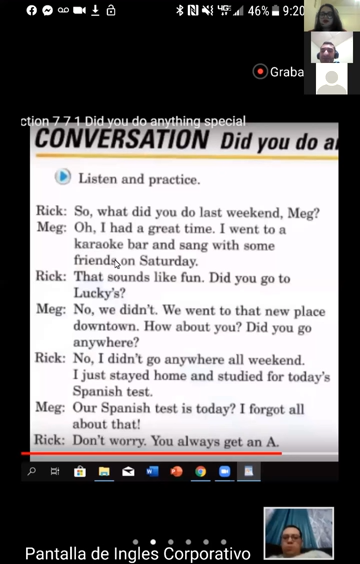 46% 9:20
Graba
ction 7 7.1 Did you do anything special
CONVERSATION Did you do a
Listen and practice.
Rick: So, what did you do last weekend, Meg?
Meg: Oh, I had a great time. I went to a
karaoke bar and sang with some
friends on Saturday.
Rick: That sounds like fun. Did you go to
Lucky's?
Meg: No, we didn't. We went to that new place
downtown. How about you? Did you go
anywhere?
Rick: No, I didn't go anywhere all weekend.
I just stayed home and studied for today's
Spanish test.
Meg: Our Spanish test is today? I forgot all
about that!
Rick: Don't worry. You always get an A.
Pantalla de Ingles Corporativo